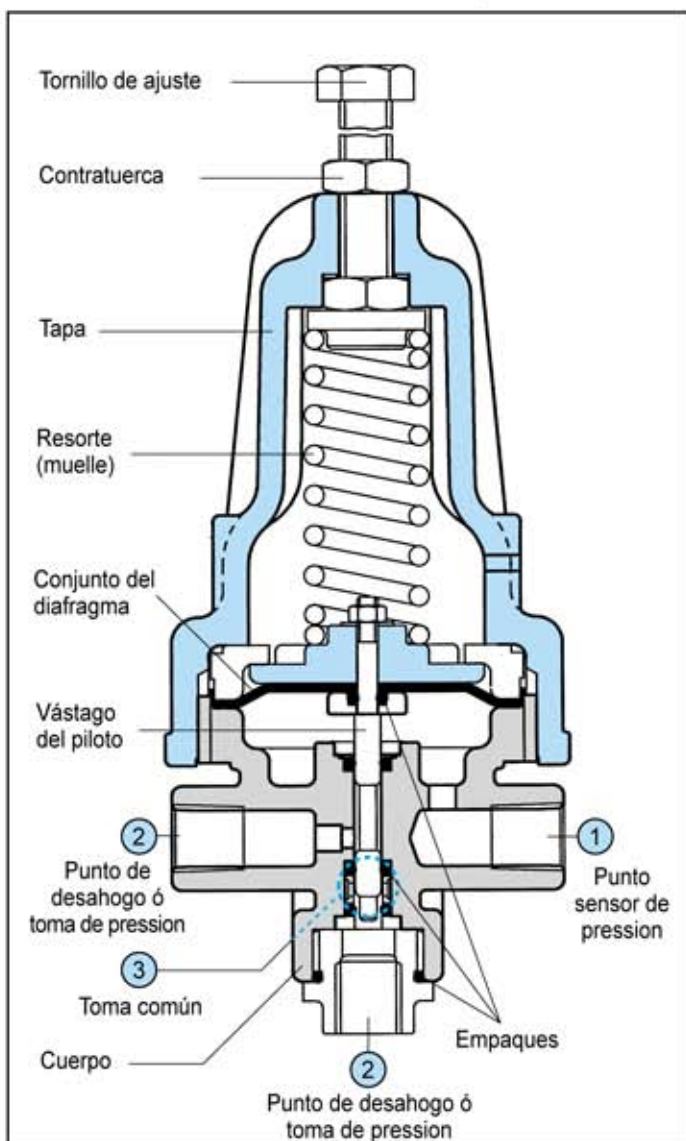 Tornillo de ajuste
Contratuerca
Tapa
Resorte
(muelle)
Conjunto del
diafragma
Vástago
del piloto
2
Punto de
desahogo ó
toma de pression
1
Punto
sensor de
pression
3
Toma común
Empaques
Cuerpo
2
Punto de desahogo ó
toma de pression